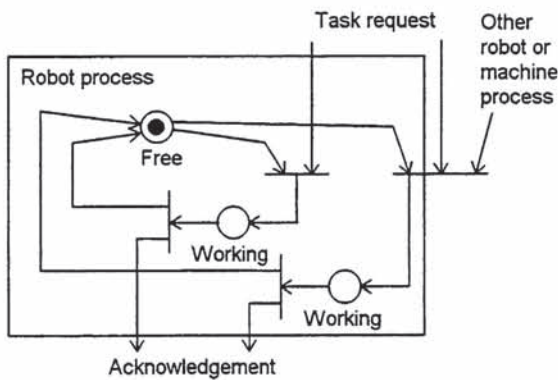 Task request
Other
robot or
machine
process
Robot process
Free
Working
Working
Acknowledgement